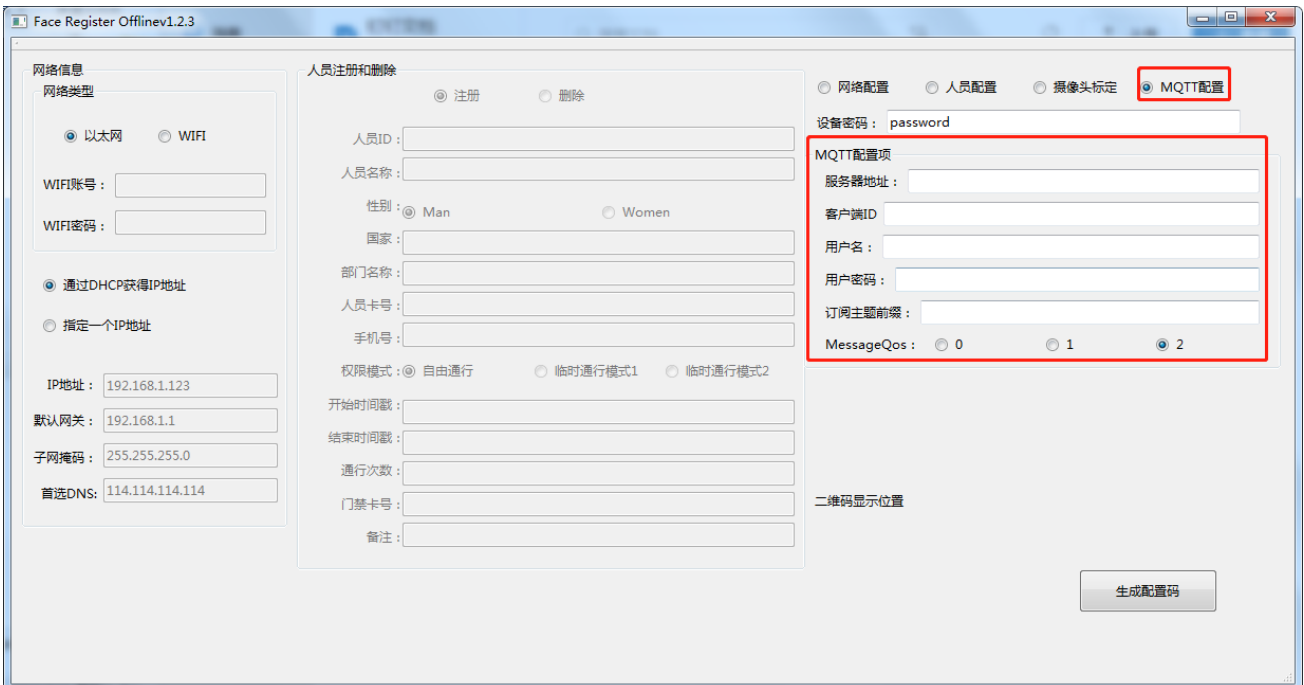 Face Register Offlinev1.2.3
网络信息
网络类型
以太网
WIFI
WIFI账号：
WIFI密码：
通过DHCP获得IP地址
指定一个IP地址
IP地址： 192.168.1.123
默认网关： 192.168.1.1
子网掩码： 255.255.255.0
首选DNS: 114.114.114.114
人员注册和删除
注册
删除
人员ID：
人员名称：
性别： Man
Women
国家：
部门名称：
人员卡号：
手机号：
权限模式： 自由通行
临时通行模式1
临时通行模式2
开始时间戳：
结束时间戳：
通行次数：
门禁卡号：
备注：
网络配置
人员配置
摄像头标定
MQTT配置
设备密码： password
MQTT配置项
服务器地址：
客户端ID
用户名：
用户密码：
订阅主题前缀：
MessageQos： 0 1 2
二维码显示位置
生成配置码